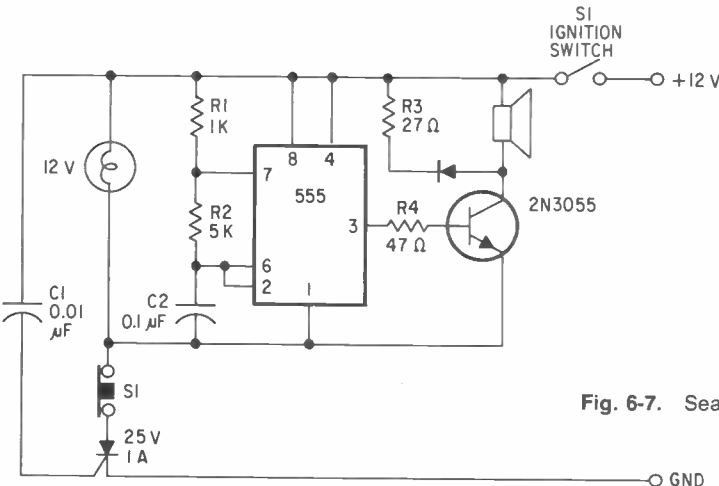 S1
IGNITION
SWITCH
+12 V
R1
1K
R3
27 Ω
12 V
8
4
7
555
R2
5 K
3
R4
47 Ω
2N3055
6
2
1
C1
0.01
µF
C2
0.1 µF
S1
25 V
1 A
Fig. 6-7. Sea
GND